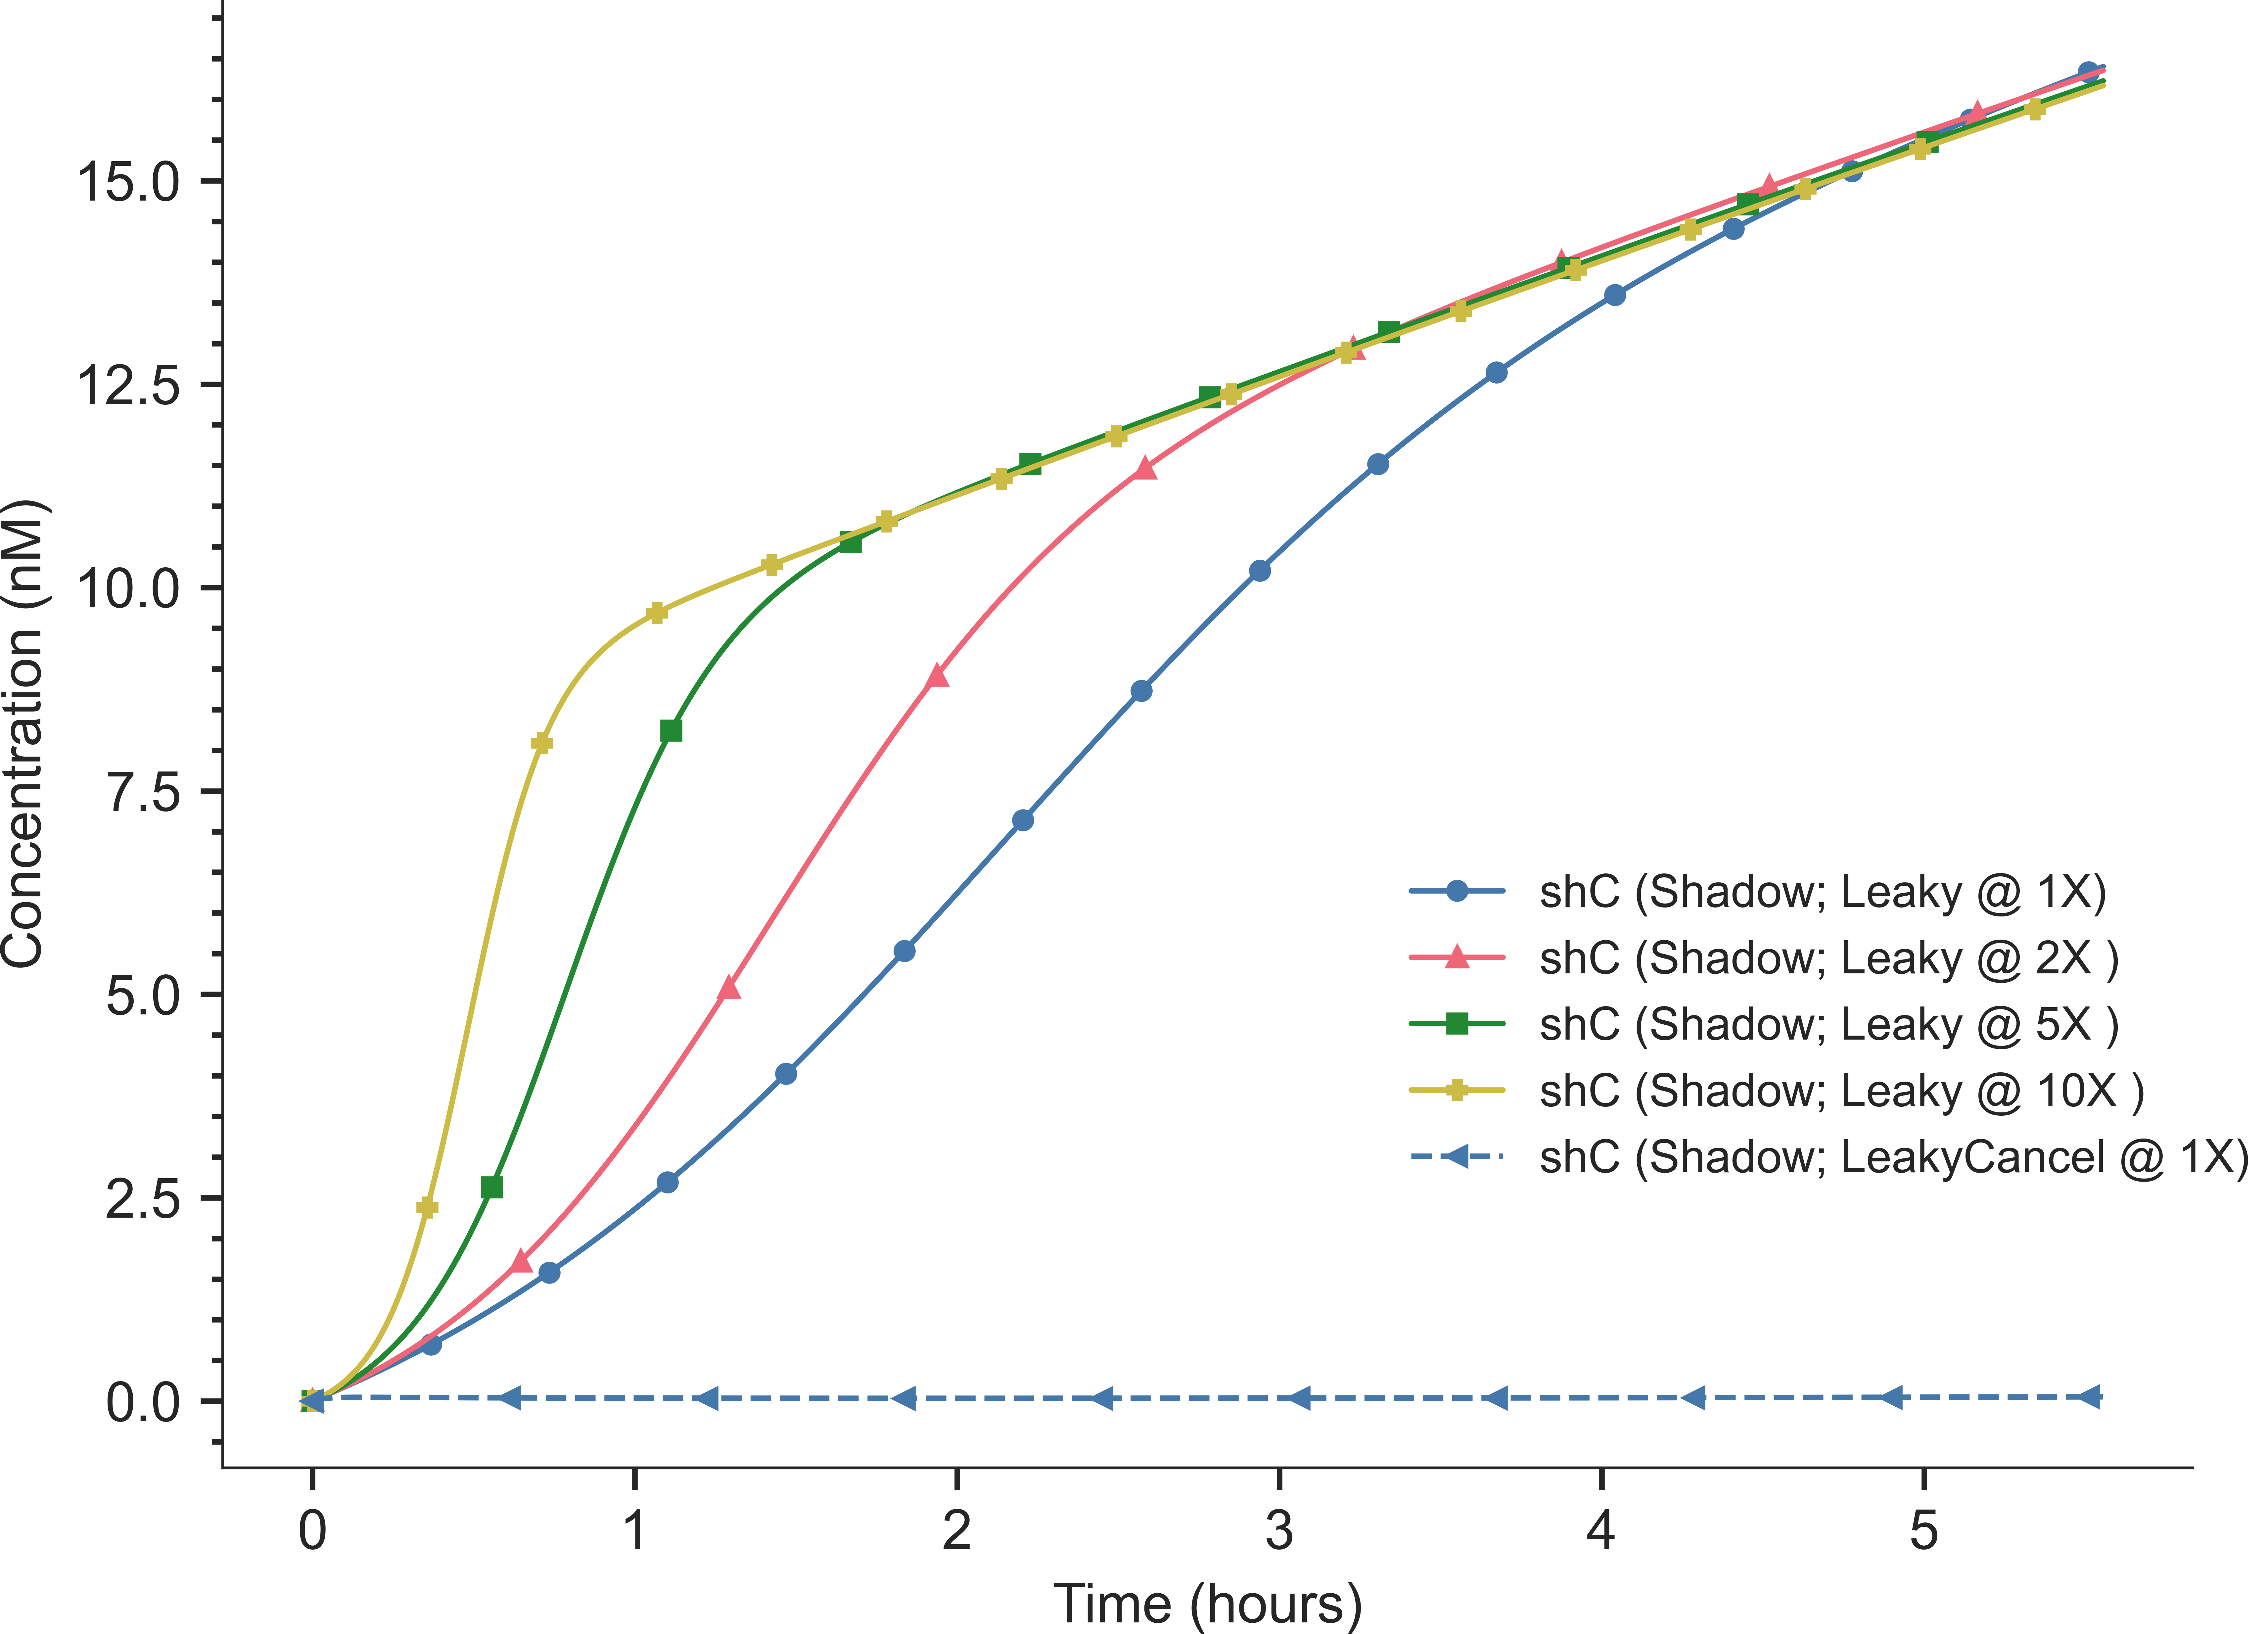 Concentration (nM)
15.0
12.5
10.0
7.5
5.0
2.5
0.0
shC (Shadow; Leaky @ 1X)
shC (Shadow; Leaky @ 2X )
shC (Shadow; Leaky @ 5X )
shC (Shadow; Leaky @ 10X )
shC (Shadow; LeakyCancel @ 1X)
0 1 2 3 4 5
Time (hours)